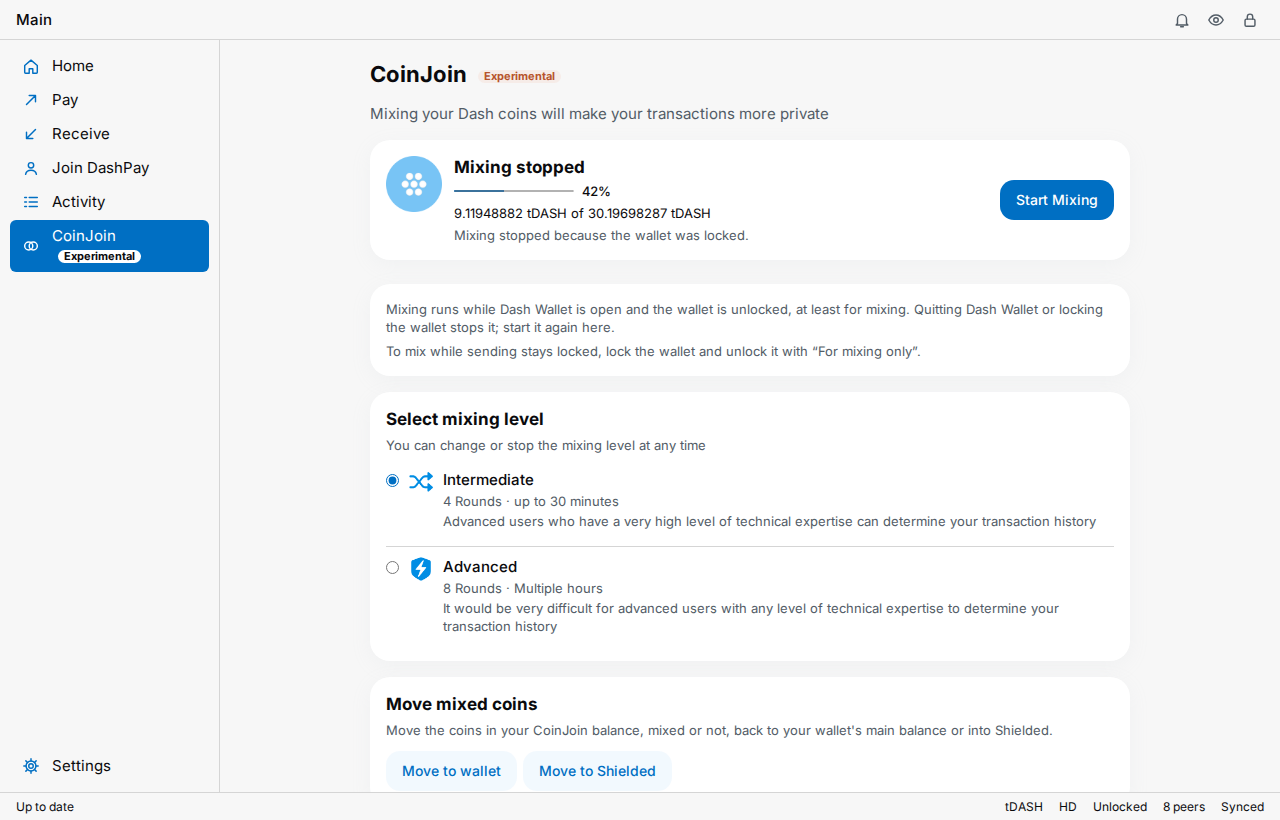 Main
Home
Pay
Receive
Join DashPay
Activity
CoinJoin
Experimental
Settings
CoinJoin Experimental
Mixing your Dash coins will make your transactions more private
Mixing stopped
42%
9.11948882 tDASH of 30.19698287 tDASH
Mixing stopped because the wallet was locked.
Start Mixing
Mixing runs while Dash Wallet is open and the wallet is unlocked, at least for mixing. Quitting Dash Wallet or locking
the wallet stops it; start it again here.
To mix while sending stays locked, lock the wallet and unlock it with “For mixing only”.
Select mixing level
You can change or stop the mixing level at any time
Intermediate
4 Rounds · up to 30 minutes
Advanced users who have a very high level of technical expertise can determine your transaction history
Advanced
8 Rounds · Multiple hours
It would be very difficult for advanced users with any level of technical expertise to determine your
transaction history
Move mixed coins
Move the coins in your CoinJoin balance, mixed or not, back to your wallet's main balance or into Shielded.
Move to wallet Move to Shielded
Up to date
tDASH HD Unlocked 8 peers Synced